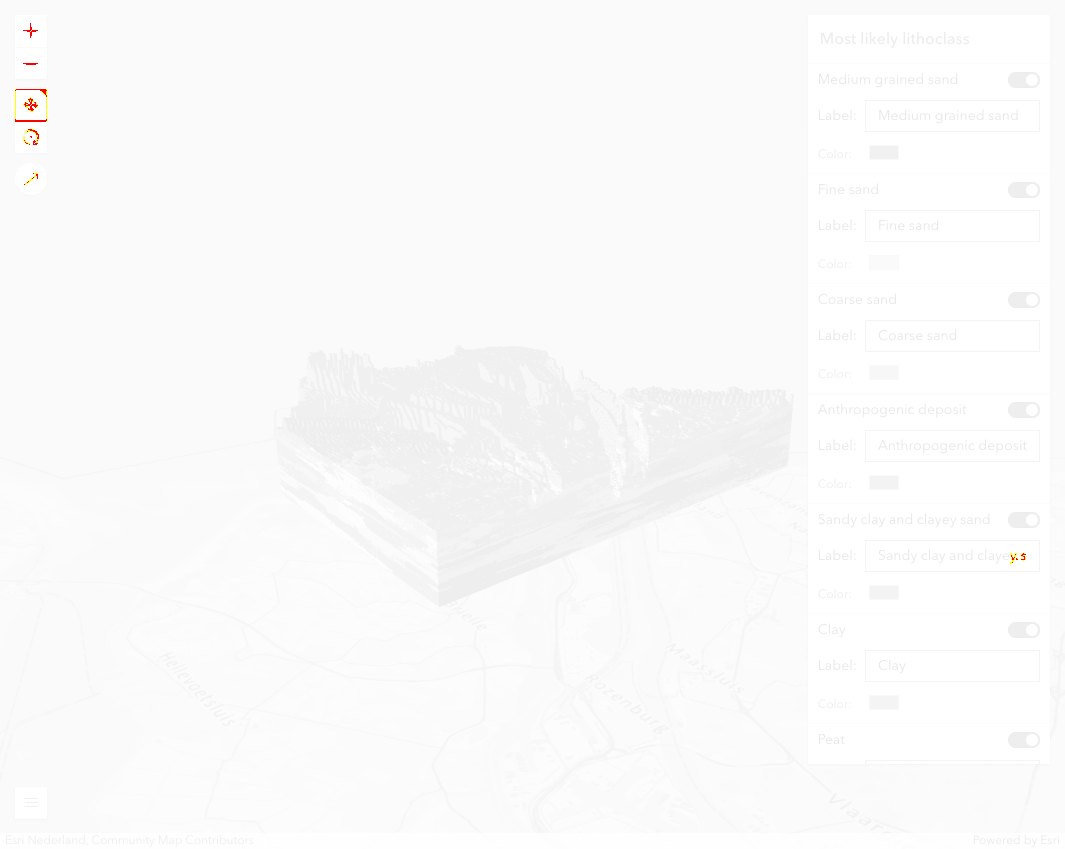 Most likely lithoclass
Medium grained sand
Label: Medium grained sand
Color:
Fine sand
Label: Fine sand
Color:
Coarse sand
Label: Coarse sand
Color:
Anthropogenic deposit
Label: Anthropogenic deposit
Color:
Sandy clay and clayey sand
Label: Sandy clay and claye
Color:
Clay
Label: Clay
Color:
Peat
Brielle
Hellevoetsluis
Rozenburg
Maassluis
Vlaard
Esri Nederland, Community Map Contributors
Powered by Esri